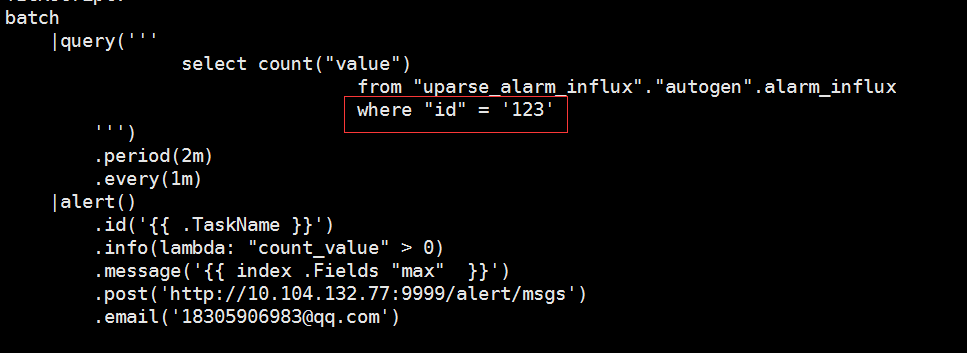 batch
|query('''
select count("value")
from "uparse_alarm_influx"."autogen".alarm_influx
where "id" = '123'
''')
.period(2m)
.every(1m)
|alert()
.id('{{ .TaskName }}')
.info(lambda: "count_value" > 0)
.message('{{ index .Fields "max"  }}')
.post('http://10.104.132.77:9999/alert/msgs')
.email('18305906983@qq.com')